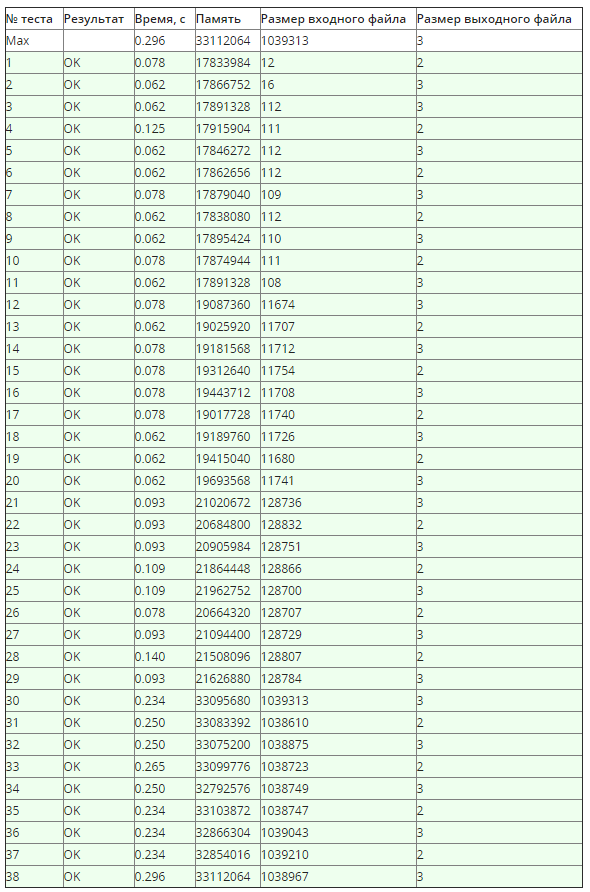 № теста Результат Время, с Память Размер входного файла Размер выходного файла
Max 0.296 33112064 1039313 3
1 OK 0.078 17833984 12 2
2 OK 0.062 17866752 16 3
3 OK 0.062 17891328 112 3
4 OK 0.125 17915904 111 2
5 OK 0.062 17846272 112 3
6 OK 0.062 17862656 112 2
7 OK 0.078 17879040 109 3
8 OK 0.062 17838080 112 2
9 OK 0.062 17895424 110 3
10 OK 0.078 17874944 111 2
11 OK 0.062 17891328 108 3
12 OK 0.078 19087360 11674 3
13 OK 0.062 19025920 11707 2
14 OK 0.078 19181568 11712 3
15 OK 0.078 19312640 11754 2
16 OK 0.078 19443712 11708 3
17 OK 0.078 19017728 11740 2
18 OK 0.062 19189760 11726 3
19 OK 0.062 19415040 11680 2
20 OK 0.062 19693568 11741 3
21 OK 0.093 21020672 128736 3
22 OK 0.093 20684800 128832 2
23 OK 0.093 20905984 128751 3
24 OK 0.109 21864448 128866 2
25 OK 0.109 21962752 128700 3
26 OK 0.078 20664320 128707 2
27 OK 0.093 21094400 128729 3
28 OK 0.140 21508096 128807 2
29 OK 0.093 21626880 128784 3
30 OK 0.234 33095680 1039313 3
31 OK 0.250 33083392 1038610 2
32 OK 0.250 33075200 1038875 3
33 OK 0.265 33099776 1038723 2
34 OK 0.250 32792576 1038749 3
35 OK 0.234 33103872 1038747 2
36 OK 0.234 32866304 1039043 3
37 OK 0.234 32854016 1039210 2
38 OK 0.296 33112064 1038967 3